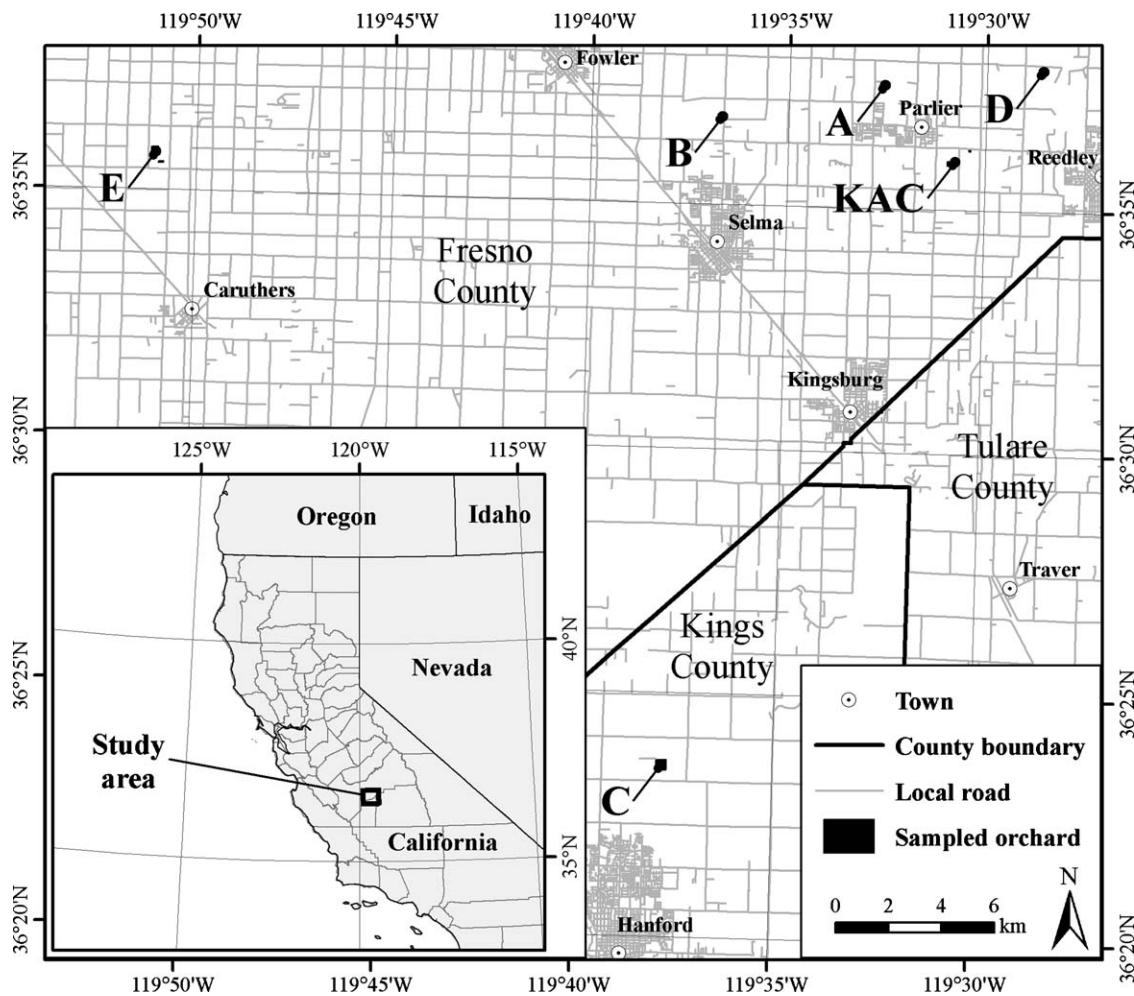 119°50'W 119°45'W 119°40'W 119°35'W 119°30'W
Fowler
D
A
Parlier
B
Reedley
E
KAC
36°35'N
36°35'N
Selma
Fresno
County
Caruthers
Kingsburg
36°30'N
36°30'N
Tulare
County
125°W 120°W 115°W
Oregon
Idaho
Traver
40°N
Kings
County
Nevada
36°25'N
36°25'N
Town
County boundary
Study
area
Local road
C
California
Sampled orchard
35°N
N
0 2 4 6
km
Hanford
36°20'N
36°20'N
119°50'W 119°45'W 119°40'W 119°35'W 119°30'W